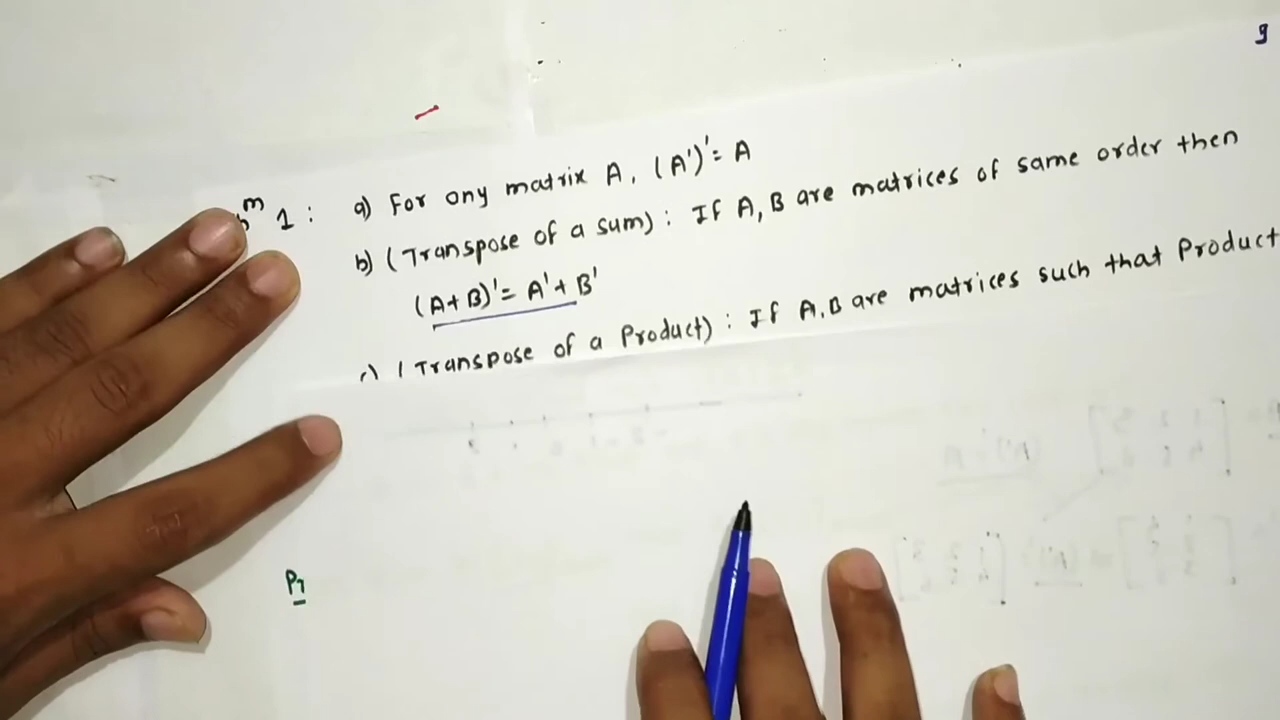 9
m 1 : a) For any matrix A, (A')' = A
b) (Transpose of a sum) : If A, B are matrices of same order then
(A+B)' = A' + B'
c) (Transpose of a Product) : If A, B are matrices such that Product